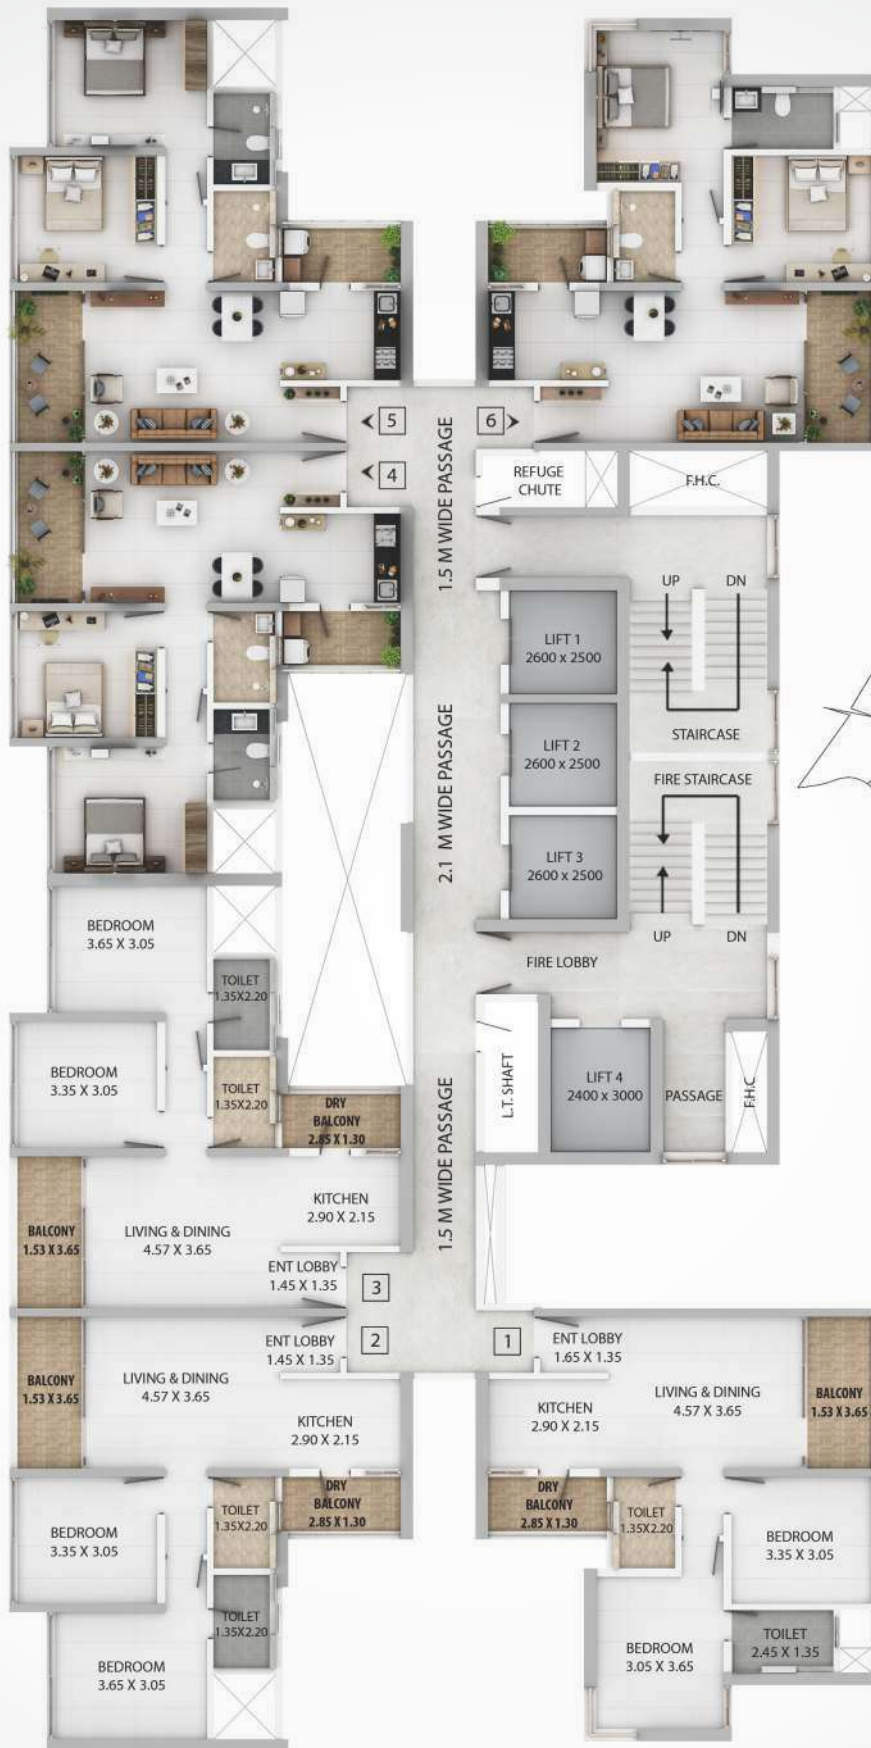 5
6
4
1.5 M WIDE PASSAGE
REFUGE
CHUTE
F.H.C.
UP
DN
LIFT 1
2600 x 2500
STAIRCASE
2.1 M WIDE PASSAGE
LIFT 2
2600 x 2500
FIRE STAIRCASE
LIFT 3
2600 x 2500
UP
DN
FIRE LOBBY
BEDROOM
3.65 X 3.05
TOILET
1.35X2.20
BEDROOM
3.35 X 3.05
TOILET
1.35X2.20
DRY
BALCONY
2.85 X 1.30
L.T. SHAFT
LIFT 4
2400 x 3000
PASSAGE
F.H.C
1.5 M WIDE PASSAGE
BALCONY
1.53 X 3.65
LIVING & DINING
4.57 X 3.65
KITCHEN
2.90 X 2.15
ENT LOBBY
1.45 X 1.35
3
2
1
ENT LOBBY
1.45 X 1.35
BALCONY
1.53 X 3.65
LIVING & DINING
4.57 X 3.65
KITCHEN
2.90 X 2.15
DRY
BALCONY
2.85 X 1.30
TOILET
1.35X2.20
BEDROOM
3.35 X 3.05
TOILET
1.35X2.20
BEDROOM
3.65 X 3.05
ENT LOBBY
1.65 X 1.35
LIVING & DINING
4.57 X 3.65
BALCONY
1.53 X 3.65
KITCHEN
2.90 X 2.15
DRY
BALCONY
2.85 X 1.30
TOILET
1.35X2.20
BEDROOM
3.35 X 3.05
BEDROOM
3.05 X 3.65
TOILET
2.45 X 1.35